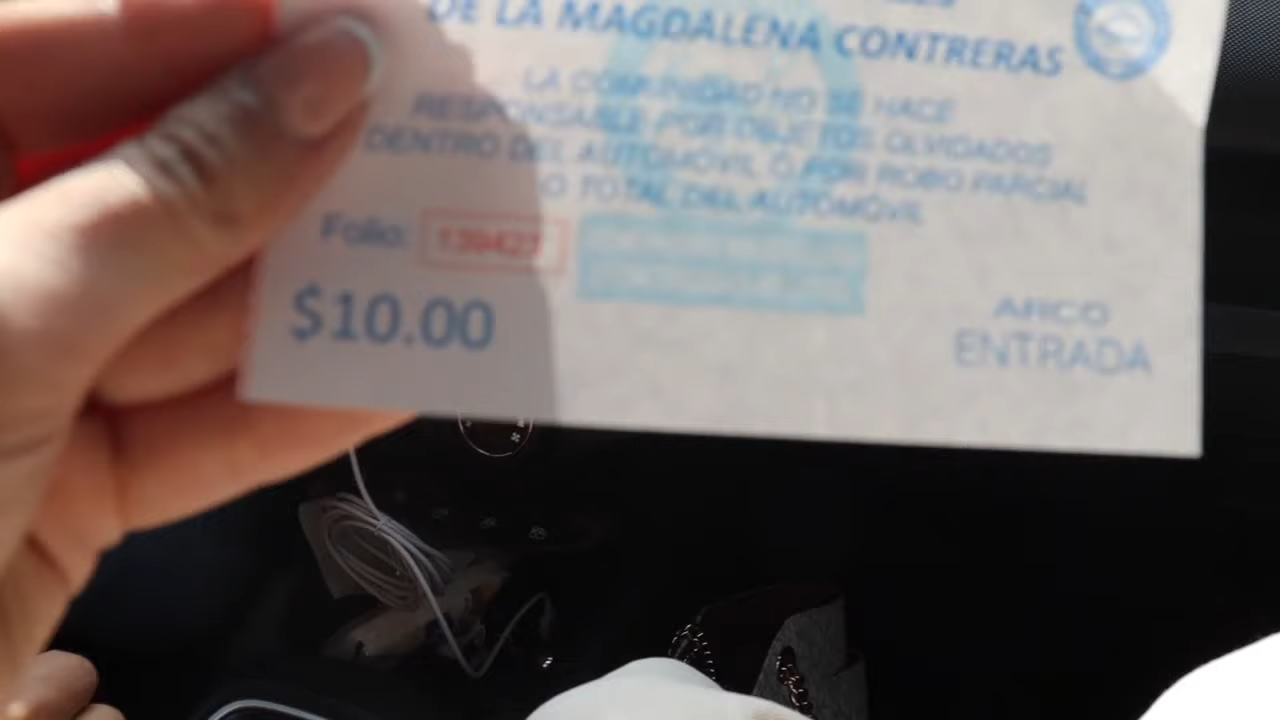 DE LA MAGDALENA CONTRERAS
LA COMUNIDAD NO SE HACE
RESPONSABLE POR OBJETOS OLVIDADOS
DENTRO DEL AUTOMOVIL O POR ROBO PARCIAL
O TOTAL DEL AUTOMOVIL
Folio:
$10.00
ENTRADA